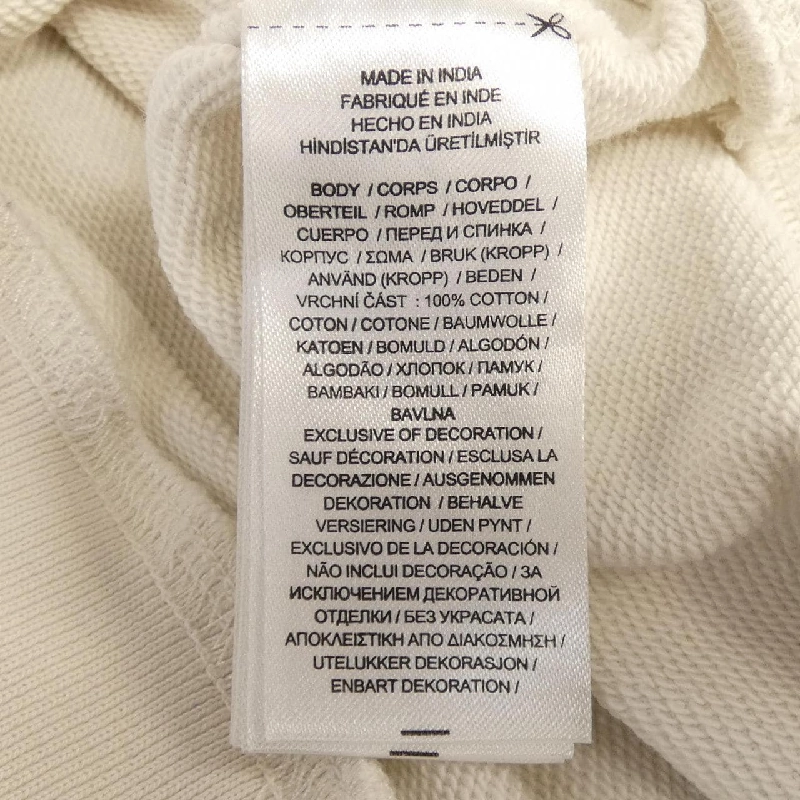 MADE IN INDIA
FABRIQUÉ EN INDE
HECHO EN INDIA
HİNDİSTAN'DA ÜRETİLMİŞTİR
BODY / CORPS / CORPO /
OBERTEIL / ROMP / HOVEDDEL /
CUERPO / ПЕРЕД И СПИНКА /
КОРПУС / ΣΩΜΑ / BRUK (KROPP) /
ANVÄND (KROPP) / BEDEN /
VRCHNÍ ČÁST : 100% COTTON /
COTON / COTONE / BAUMWOLLE /
KATOEN / BOMULD / ALGODÓN /
ALGODÃO / ХЛОПОК / ПАМУК /
ΒΑΜΒΑΚΙ / BOMULL / PAMUK /
BAVLNA
EXCLUSIVE OF DECORATION /
SAUF DÉCORATION / ESCLUSA LA
DECORAZIONE / AUSGENOMMEN
DEKORATION / BEHALVE
VERSIERING / UDEN PYNT /
EXCLUSIVO DE LA DECORACIÓN /
NÃO INCLUI DECORAÇÃO / ЗА
ИСКЛЮЧЕНИЕМ ДЕКОРАТИВНОЙ
ОТДЕЛКИ / БЕЗ УКРАСАТА /
ΑΠΟΚΛΕΙΣΤΙΚΗ ΑΠΟ ΔΙΑΚΟΣΜΗΣΗ /
UTELUKKER DEKORASJON /
ENBART DEKORATION /